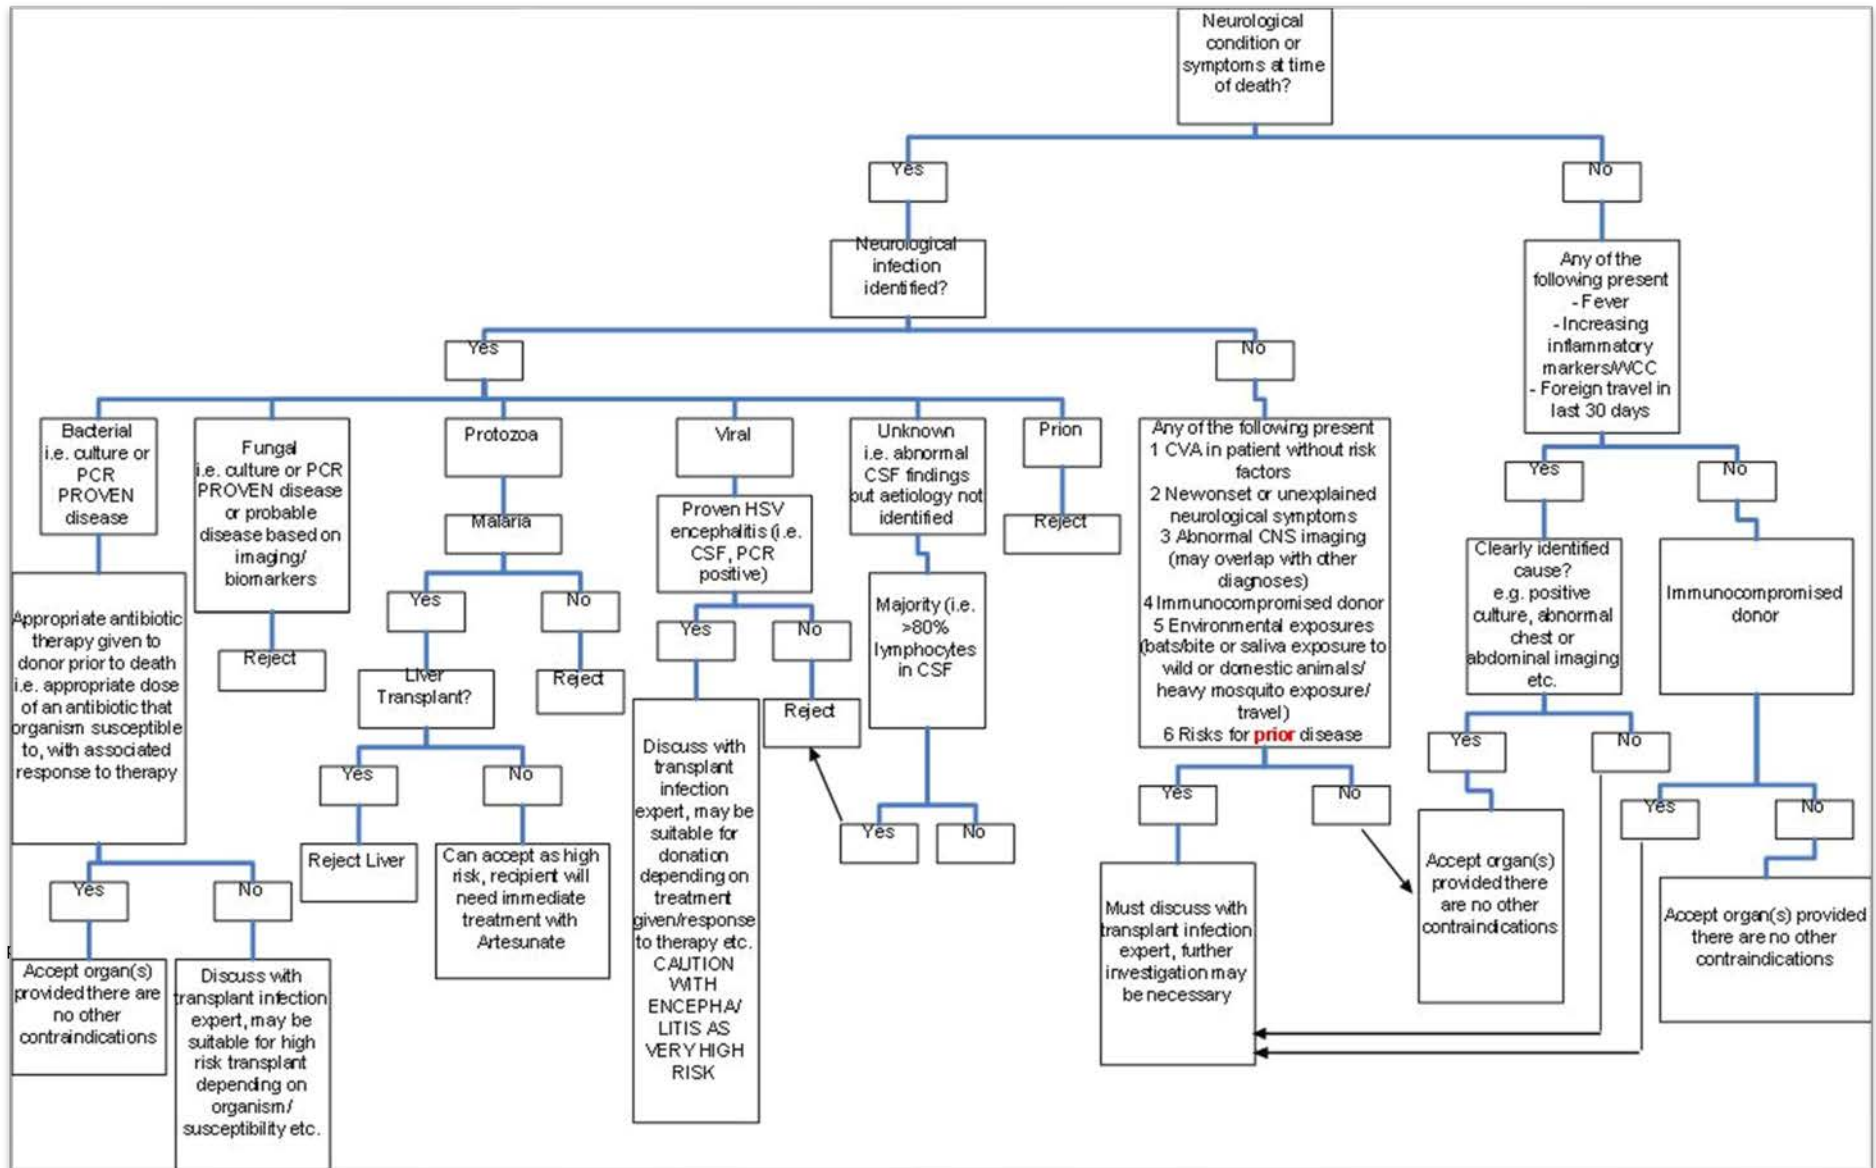 Neurological
condition or
symptoms at time
of death?
Yes
No
Neurological
infection
identified?
Any of the
following present
- Fever
- Increasing
inflammatory
markers/WCC
- Foreign travel in
last 30 days
Yes
No
Bacterial
i.e. culture or
PCR
PROVEN
disease
Fungal
i.e. culture or PCR
PROVEN disease
or probable
disease based on
imaging/
biomarkers
Protozoa
Viral
Unknown
i.e. abnormal
CSF findings
but aetiology not
identified
Prion
Any of the following present
1 CVA in patient without risk
factors
2 Newonset or unexplained
neurological symptoms
3 Abnormal CNS imaging
(may overlap with other
diagnoses)
4 Immunocompromised donor
5 Environmental exposures
(bats/bite or saliva exposure to
wild or domestic animals/
heavy mosquito exposure/
travel)
6 Risks for prior disease
Yes
No
Malaria
Proven HSV
encephalitis (i.e.
CSF, PCR
positive)
Reject
Clearly identified
cause?
e.g. positive
culture, abnormal
chest or
abdominal imaging
etc.
Immunocompromised
donor
Appropriate antibiotic
therapy given to
donor prior to death
i.e. appropriate dose
of an antibiotic that
organism susceptible
to, with associated
response to therapy
Reject
Yes
No
Yes
No
Majority (i.e.
>80%
lymphocytes
in CSF
Liver
Transplant?
Reject
Reject
Discuss with
transplant
infection
expert, may be
suitable for
donation
depending on
treatment
given/response
to therapy etc.
CAUTION
WITH
ENCEPHA/
LITIS AS
VERY HIGH
RISK
Yes
No
Yes
No
Yes
No
Yes
No
Yes
No
Reject Liver
Can accept as high
risk, recipient will
need immediate
treatment with
Artesunate
Must discuss with
transplant infection
expert, further
investigation may
be necessary
Accept organ(s)
provided there
are no other
contraindications
Accept organ(s) provided
there are no other
contraindications
Yes
No
Accept organ(s)
provided there are
no other
contraindications
Discuss with
transplant infection
expert, may be
suitable for high
risk transplant
depending on
organism/
susceptibility etc.